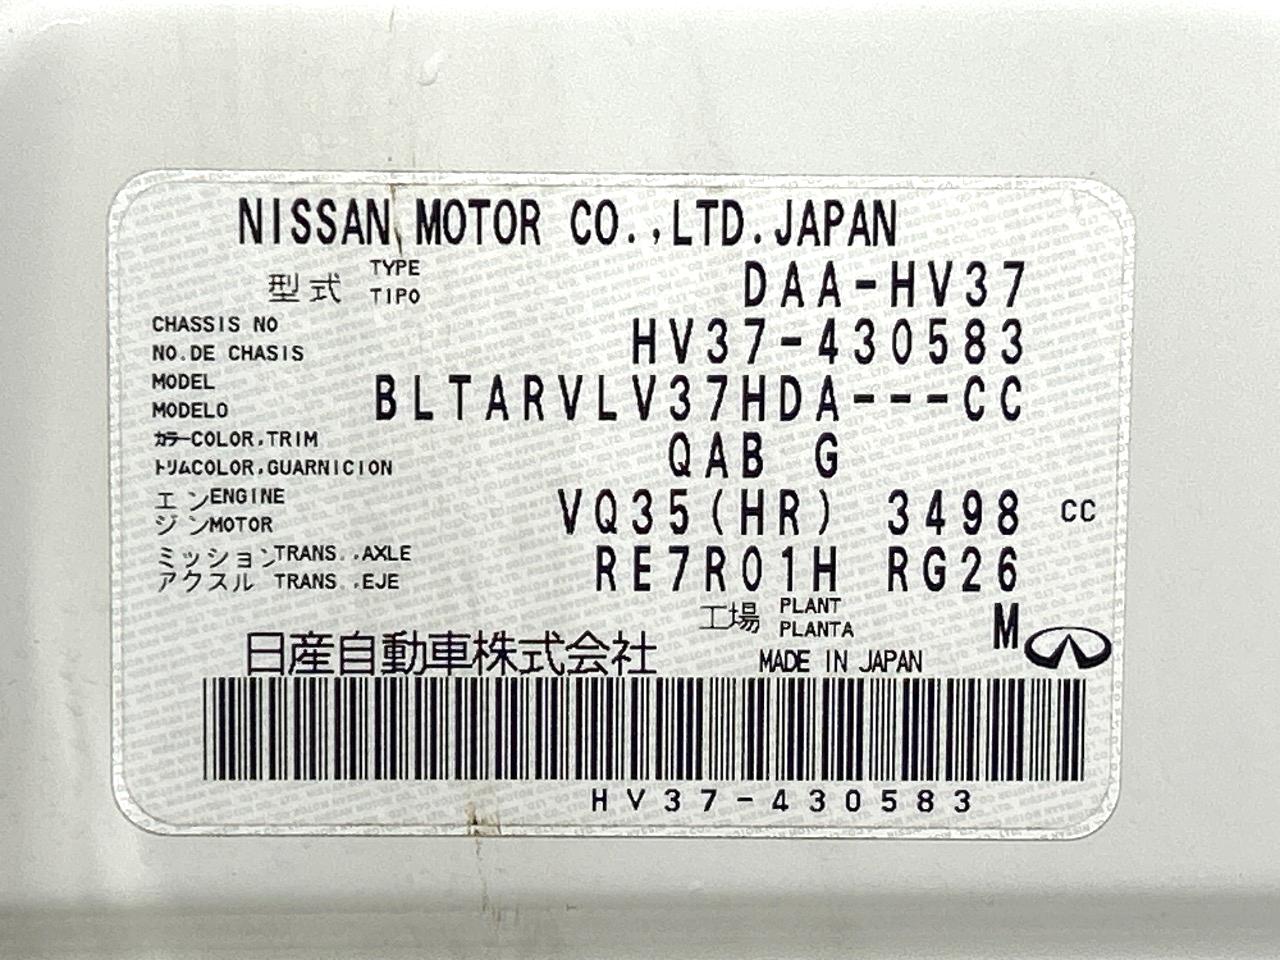 NISSAN MOTOR CO.,LTD.JAPAN
型式 TYPE TIPO DAA-HV37
CHASSIS NO
NO.DE CHASIS HV37-430583
MODEL
MODELO BLTARVLV37HDA---CC
カラーCOLOR,TRIM
トリムCOLOR,GUARNICION QAB G
エンENGINE
ジンMOTOR VQ35(HR) 3498 CC
ミッションTRANS.,AXLE
アクスル TRANS.,EJE RE7R01H RG26
工場 PLANT PLANTA M
日産自動車株式会社 MADE IN JAPAN
HV37-430583